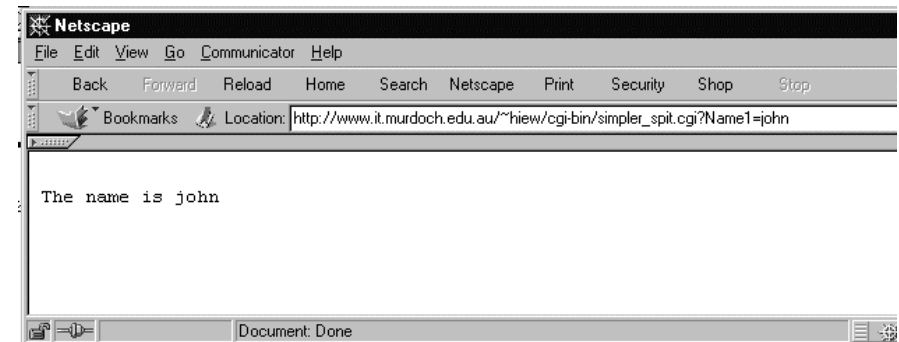 Netscape
File Edit View Go Communicator Help
Back Forward Reload Home Search Netscape Print Security Shop Stop
Bookmarks Location: http://www.it.murdoch.edu.au/~hiew/cgi-bin/simpler_spit.cgi?Name1=john
The name is john
Document: Done